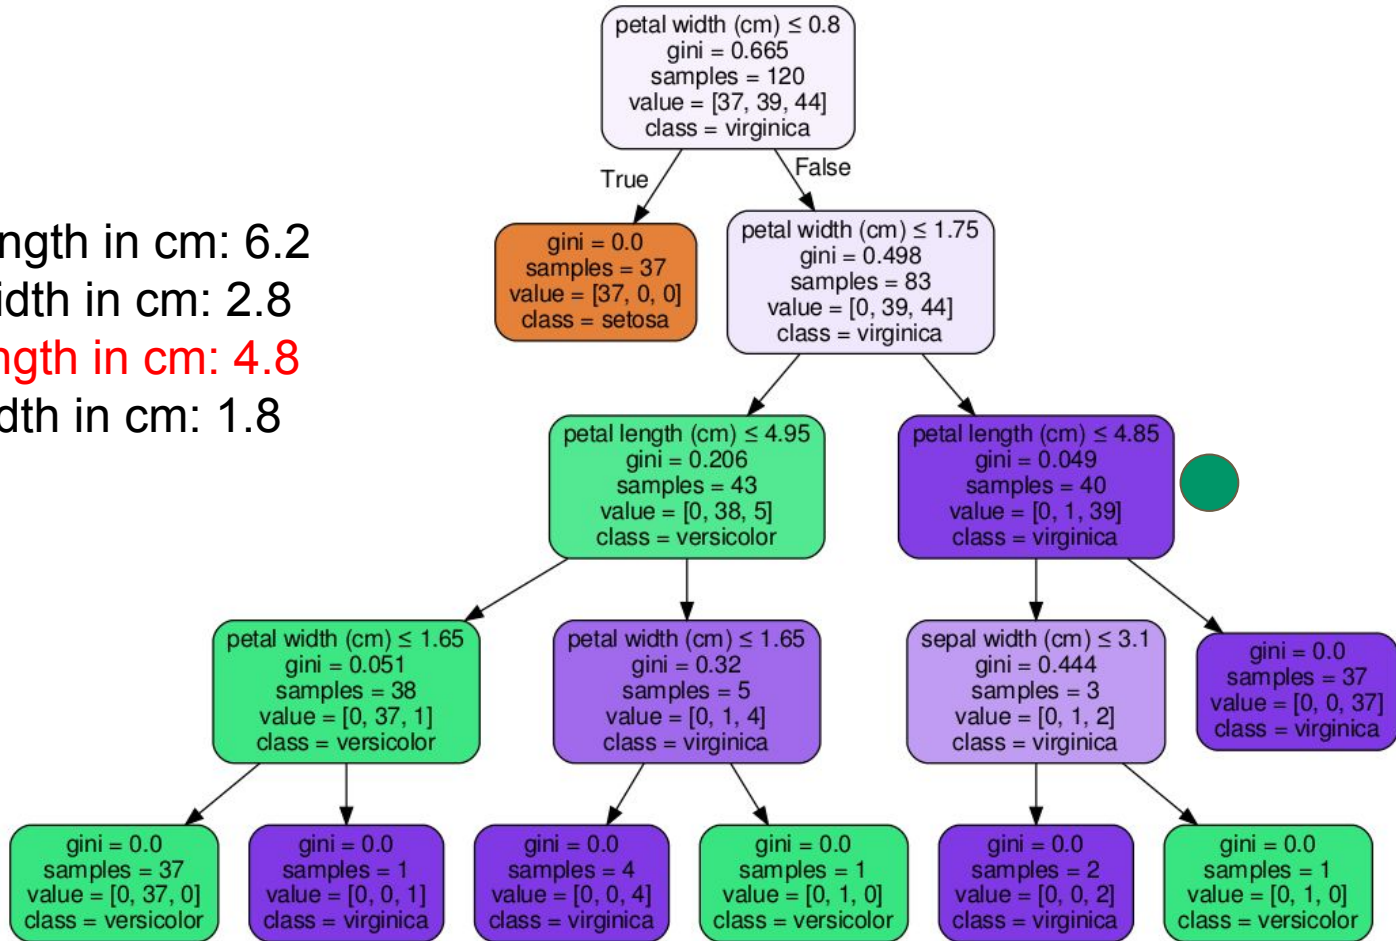 petal width (cm) ≤ 0.8
gini = 0.665
samples = 120
value = [37, 39, 44]
class = virginica
True
False
length in cm: 6.2
width in cm: 2.8
length in cm: 4.8
width in cm: 1.8
gini = 0.0
samples = 37
value = [37, 0, 0]
class = setosa
petal width (cm) ≤ 1.75
gini = 0.498
samples = 83
value = [0, 39, 44]
class = virginica
petal length (cm) ≤ 4.95
gini = 0.206
samples = 43
value = [0, 38, 5]
class = versicolor
petal length (cm) ≤ 4.85
gini = 0.049
samples = 40
value = [0, 1, 39]
class = virginica
petal width (cm) ≤ 1.65
gini = 0.051
samples = 38
value = [0, 37, 1]
class = versicolor
petal width (cm) ≤ 1.65
gini = 0.32
samples = 5
value = [0, 1, 4]
class = virginica
sepal width (cm) ≤ 3.1
gini = 0.444
samples = 3
value = [0, 1, 2]
class = virginica
gini = 0.0
samples = 37
value = [0, 0, 37]
class = virginica
gini = 0.0
samples = 37
value = [0, 37, 0]
class = versicolor
gini = 0.0
samples = 1
value = [0, 0, 1]
class = virginica
gini = 0.0
samples = 4
value = [0, 0, 4]
class = virginica
gini = 0.0
samples = 1
value = [0, 1, 0]
class = versicolor
gini = 0.0
samples = 2
value = [0, 0, 2]
class = virginica
gini = 0.0
samples = 1
value = [0, 1, 0]
class = versicolor